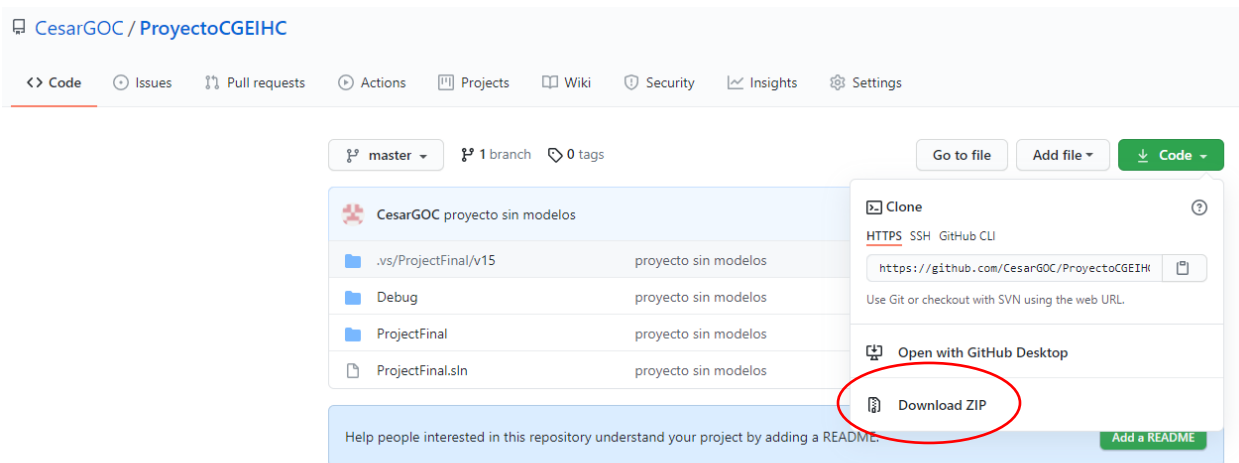 CesarGOC / ProyectoCGEIHC
<> Code Issues Pull requests Actions Projects Wiki Security Insights Settings
master 1 branch 0 tags Go to file Add file Code
CesarGOC proyecto sin modelos
.vs/ProjectFinal/v15 proyecto sin modelos
Debug proyecto sin modelos
ProjectFinal proyecto sin modelos
ProjectFinal.sln proyecto sin modelos
Clone
HTTPS SSH GitHub CLI
https://github.com/CesarGOC/ProyectoCGEIH
Use Git or checkout with SVN using the web URL.
Open with GitHub Desktop
Download ZIP
Help people interested in this repository understand your project by adding a README. Add a README